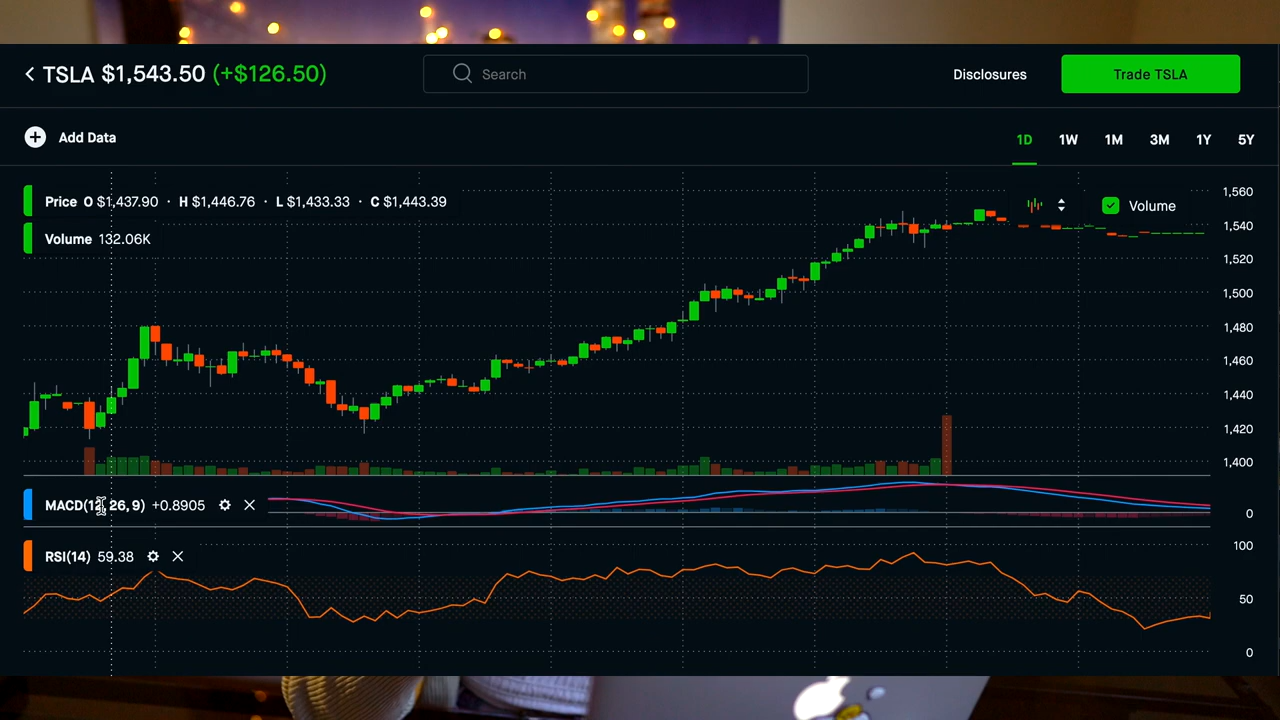 TSLA $1,543.50 (+$126.50)
Search
Disclosures
Trade TSLA
Add Data
1D 1W 1M 3M 1Y 5Y
Price O $1,437.90 · H $1,446.76 · L $1,433.33 · C $1,443.39
Volume
Volume 132.06K
1,560
1,540
1,520
1,500
1,480
1,460
1,440
1,420
1,400
MACD(12, 26, 9) +0.8905
0
RSI(14) 59.38
100
50
0